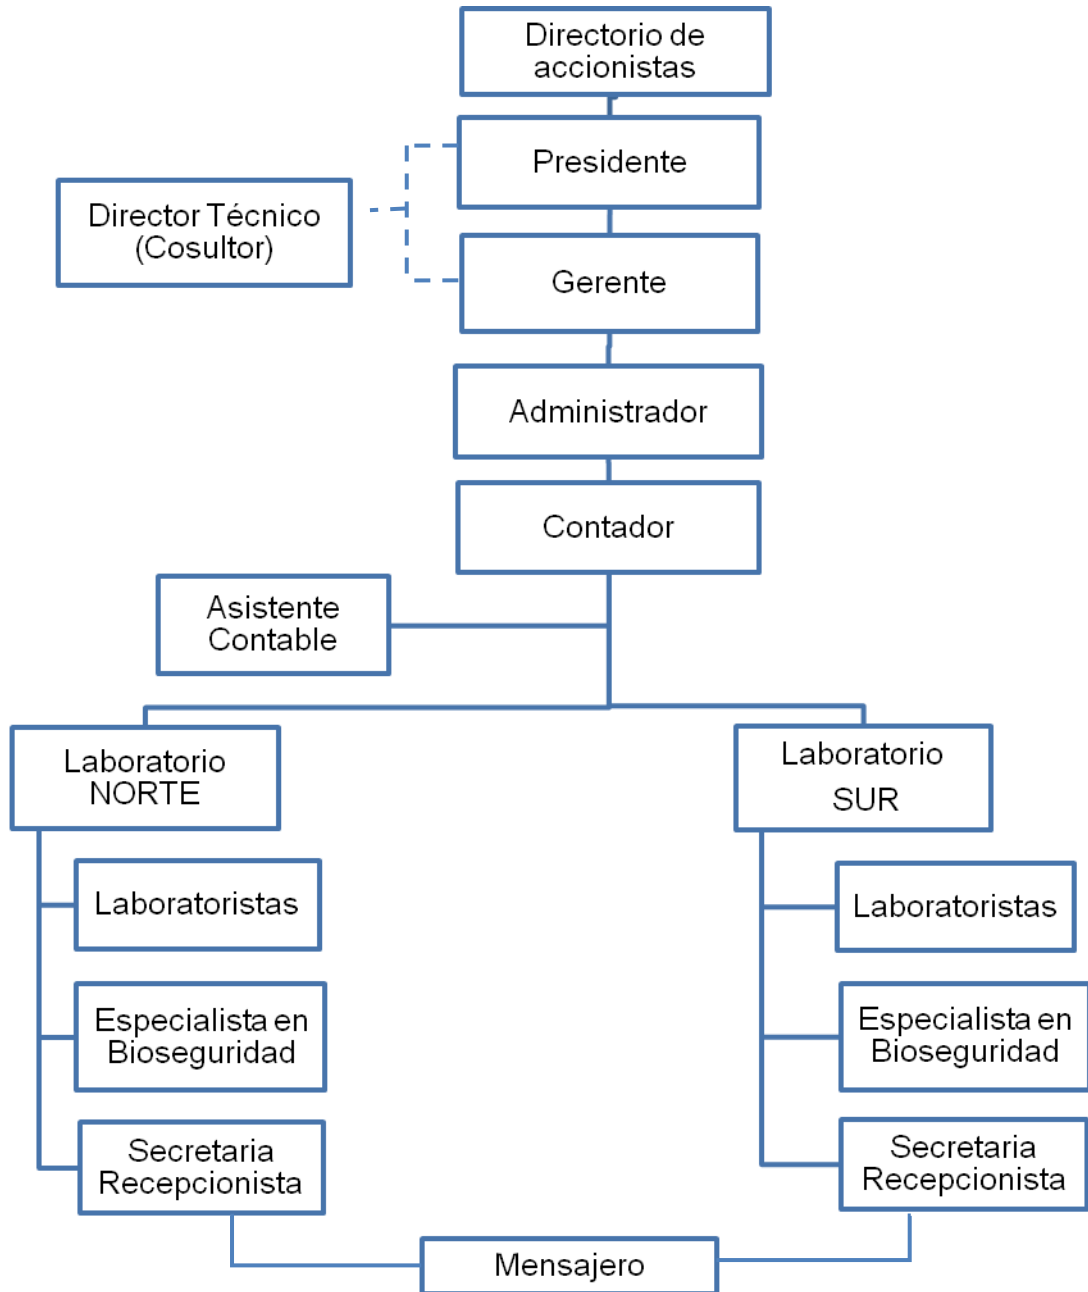 Directorio de
accionistas
Presidente
Director Técnico
(Cosultor)
Gerente
Administrador
Contador
Asistente
Contable
Laboratorio
NORTE
Laboratorio
SUR
Laboratoristas
Laboratoristas
Especialista en
Bioseguridad
Especialista en
Bioseguridad
Secretaria
Recepcionista
Secretaria
Recepcionista
Mensajero